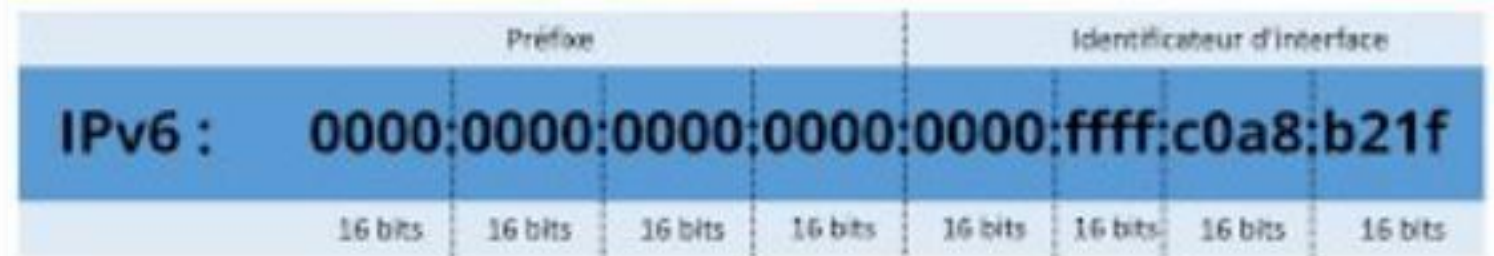 Préfixe Identificateur d'interface
IPv6 : 0000:0000:0000:0000:0000:ffff:c0a8:b21f
16 bits 16 bits 16 bits 16 bits 16 bits 16 bits 16 bits 16 bits